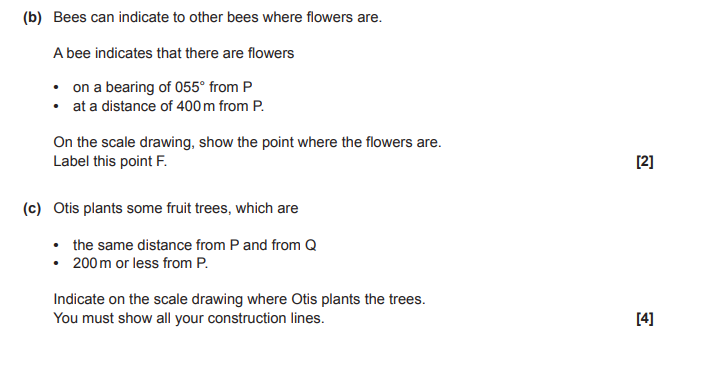 (b) Bees can indicate to other bees where flowers are.
A bee indicates that there are flowers
• on a bearing of 055° from P
• at a distance of 400 m from P.
On the scale drawing, show the point where the flowers are.
Label this point F. [2]
(c) Otis plants some fruit trees, which are
• the same distance from P and from Q
• 200 m or less from P.
Indicate on the scale drawing where Otis plants the trees.
You must show all your construction lines. [4]